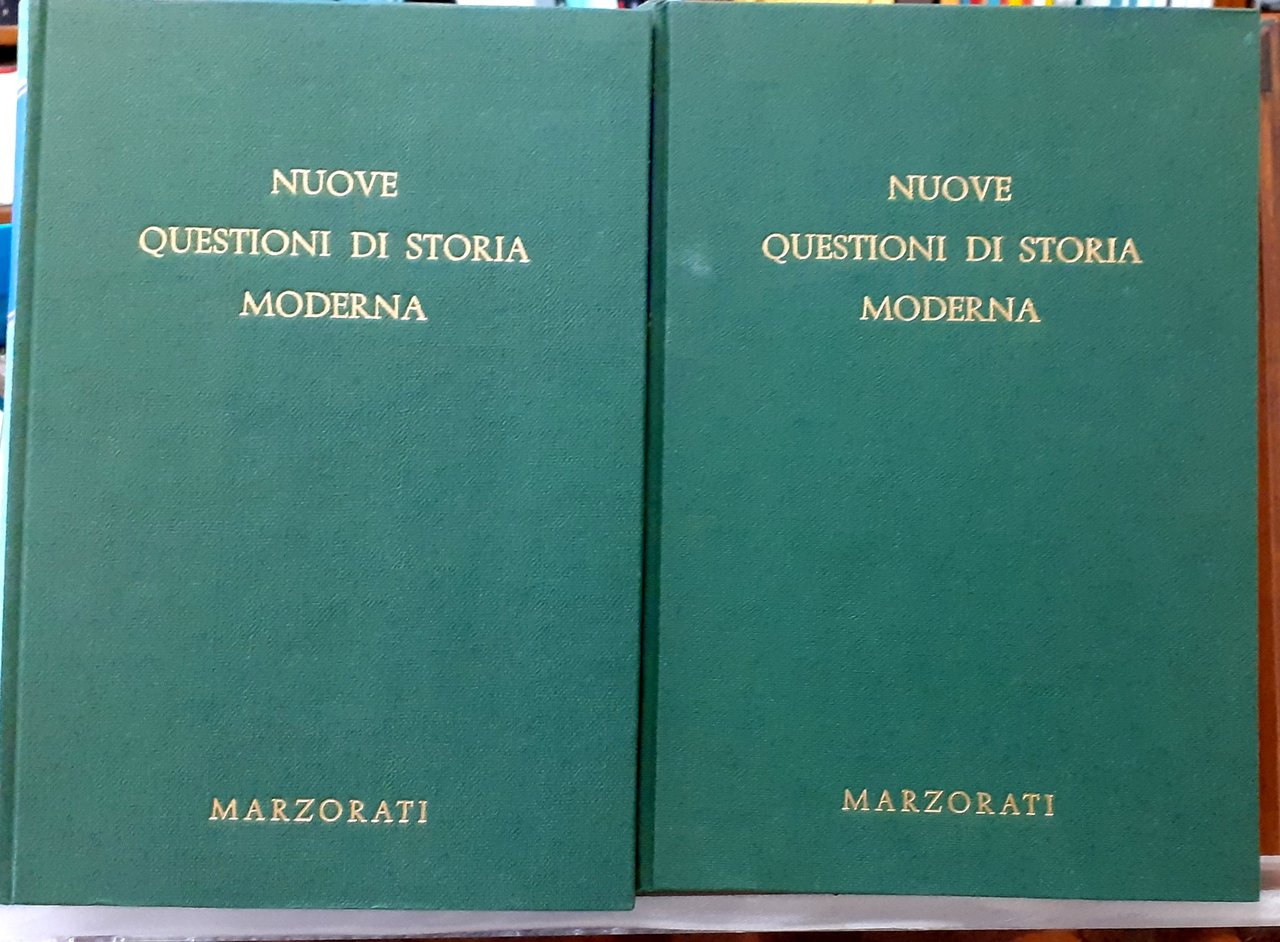 NUOVE
QUESTIONI DI STORIA
MODERNA
MARZORATI
NUOVE
QUESTIONI DI STORIA
MODERNA
MARZORATI